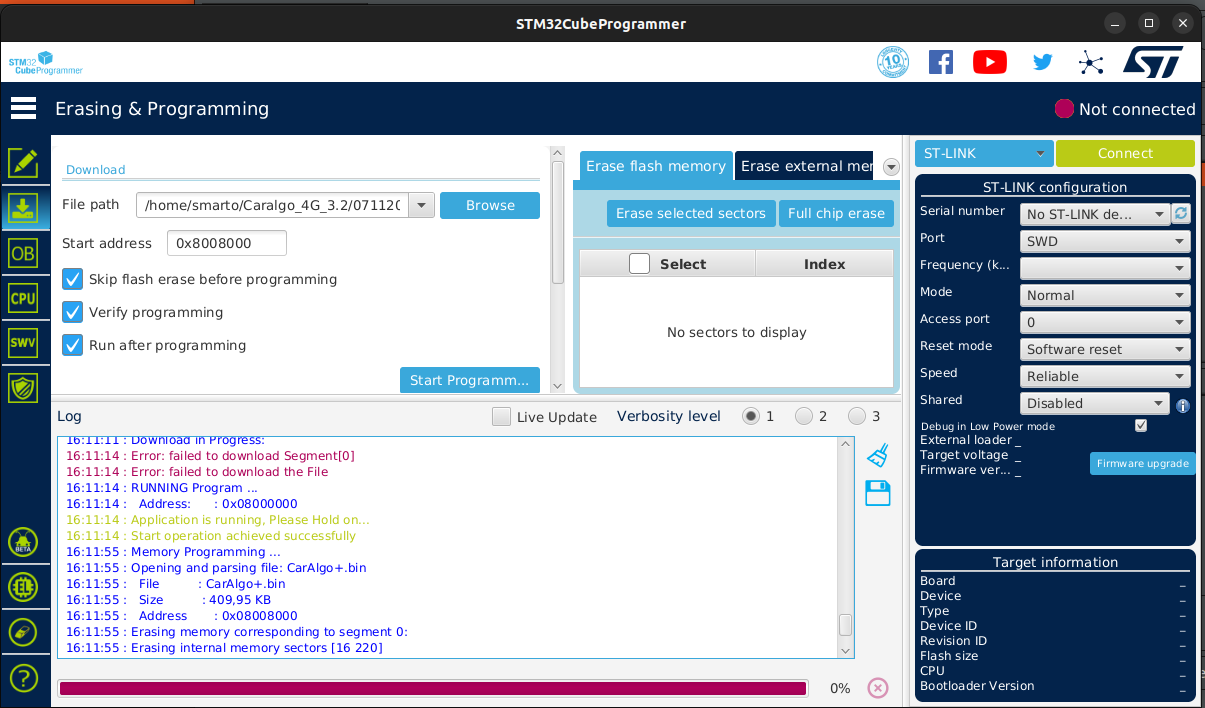 STM32CubeProgrammer
STM32
CubeProgrammer
10
ST
Erasing & Programming
Not connected
OB
CPU
SWV
BETA
EL
?
Download
File path
/home/smarto/Caralgo_4G_3.2/071120
Browse
Start address
0x8008000
Skip flash erase before programming
Verify programming
Run after programming
Start Programm...
Erase flash memory
Erase external mer
Erase selected sectors
Full chip erase
Select
Index
No sectors to display
Log
Live Update
Verbosity level
1
2
3
16:11:11 : Download in Progress:
16:11:14 : Error: failed to download Segment[0]
16:11:14 : Error: failed to download the File
16:11:14 : RUNNING Program ...
16:11:14 : Address: : 0x08000000
16:11:14 : Application is running, Please Hold on...
16:11:14 : Start operation achieved successfully
16:11:55 : Memory Programming ...
16:11:55 : Opening and parsing file: CarAlgo+.bin
16:11:55 : File : CarAlgo+.bin
16:11:55 : Size : 409,95 KB
16:11:55 : Address : 0x08008000
16:11:55 : Erasing memory corresponding to segment 0:
16:11:55 : Erasing internal memory sectors [16 220]
0%
ST-LINK
Connect
ST-LINK configuration
Serial number
No ST-LINK de...
Port
SWD
Frequency (k...
Mode
Normal
Access port
0
Reset mode
Software reset
Speed
Reliable
Shared
Disabled
Debug in Low Power mode
External loader _
Target voltage _
Firmware ver... _
Firmware upgrade
Target information
Board _
Device _
Type _
Device ID _
Revision ID _
Flash size _
CPU _
Bootloader Version _